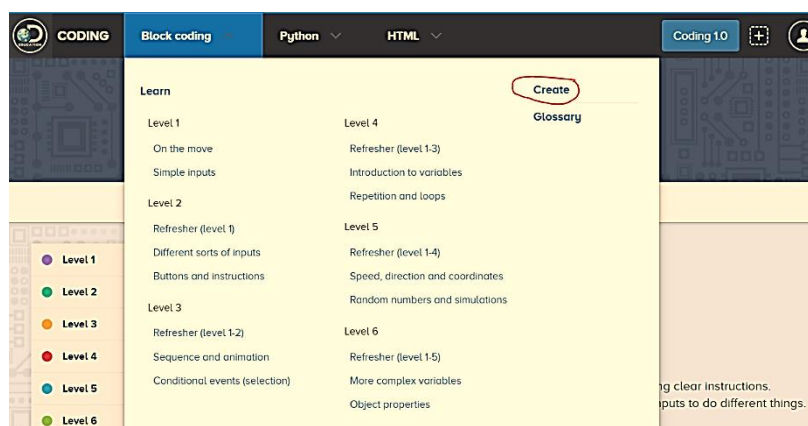 CODING
Block coding
Python
HTML
Coding 1.0
Learn
Level 1
On the move
Simple inputs
Level 2
Refresher (level 1)
Different sorts of inputs
Buttons and instructions
Level 3
Refresher (level 1-2)
Sequence and animation
Conditional events (selection)
Level 4
Refresher (level 1-3)
Introduction to variables
Repetition and loops
Level 5
Refresher (level 1-4)
Speed, direction and coordinates
Random numbers and simulations
Level 6
Refresher (level 1-5)
More complex variables
Object properties
Create
Glossary
Level 1
Level 2
Level 3
Level 4
Level 5
Level 6
ng clear instructions.
puts to do different things.